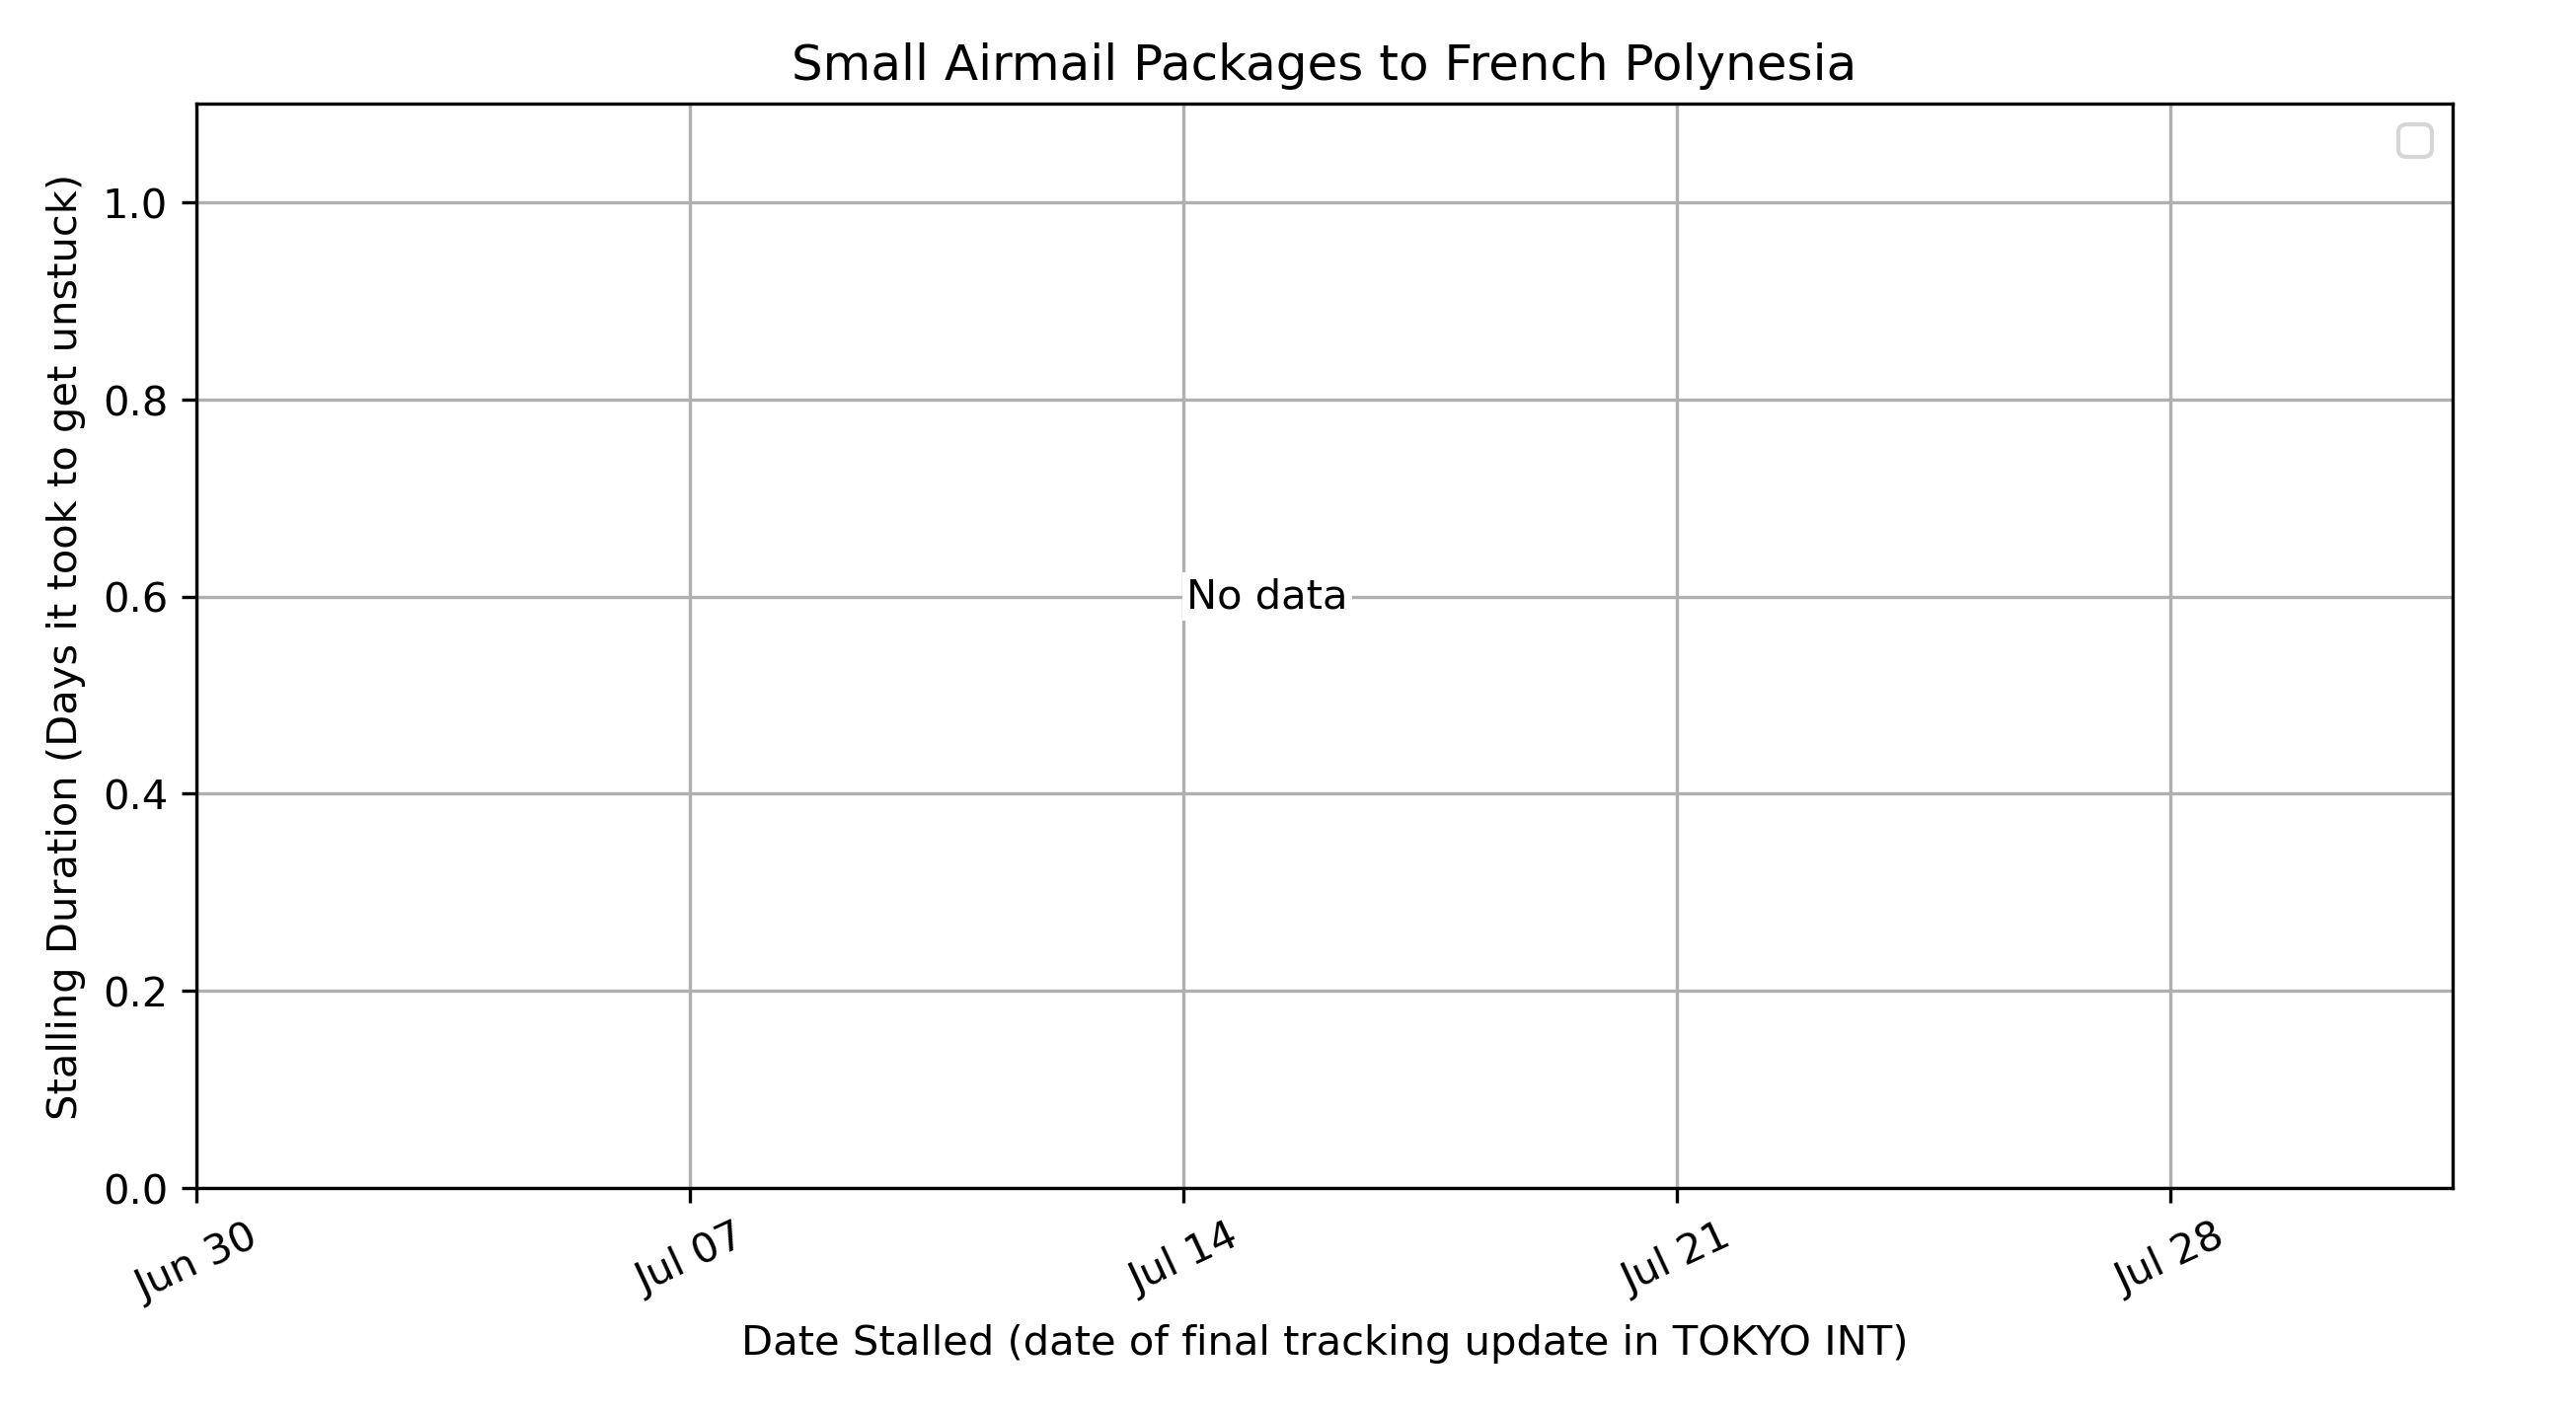 Small Airmail Packages to French Polynesia
Stalling Duration (Days it took to get unstuck)
1.0
0.8
0.6
0.4
0.2
0.0
No data
Jun 30
Jul 07
Jul 14
Jul 21
Jul 28
Date Stalled (date of final tracking update in TOKYO INT)